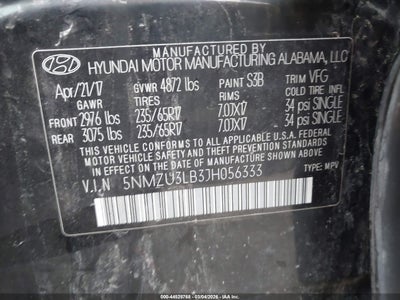 MANUFACTURED BY
HYUNDAI MOTOR MANUFACTURING ALABAMA, LLC
Apr/21/17 GVWR 4872 lbs PAINT S3B TRIM VFG
GAWR TIRES RIMS COLD TIRE INFL
FRONT 2976 lbs 235/65R17 7.0JX17 34 psi SINGLE
REAR 3075 lbs 235/65R17 7.0JX17 34 psi SINGLE
THIS VEHICLE CONFORMS TO ALL APPLICABLE U.S. FEDERAL MOTOR
VEHICLE SAFETY, BUMPER, AND THEFT PREVENTION STANDARDS IN
EFFECT ON THE DATE OF MANUFACTURE SHOWN ABOVE.
V.I.N 5NMZU3LB3JH056333 TYPE: MPV